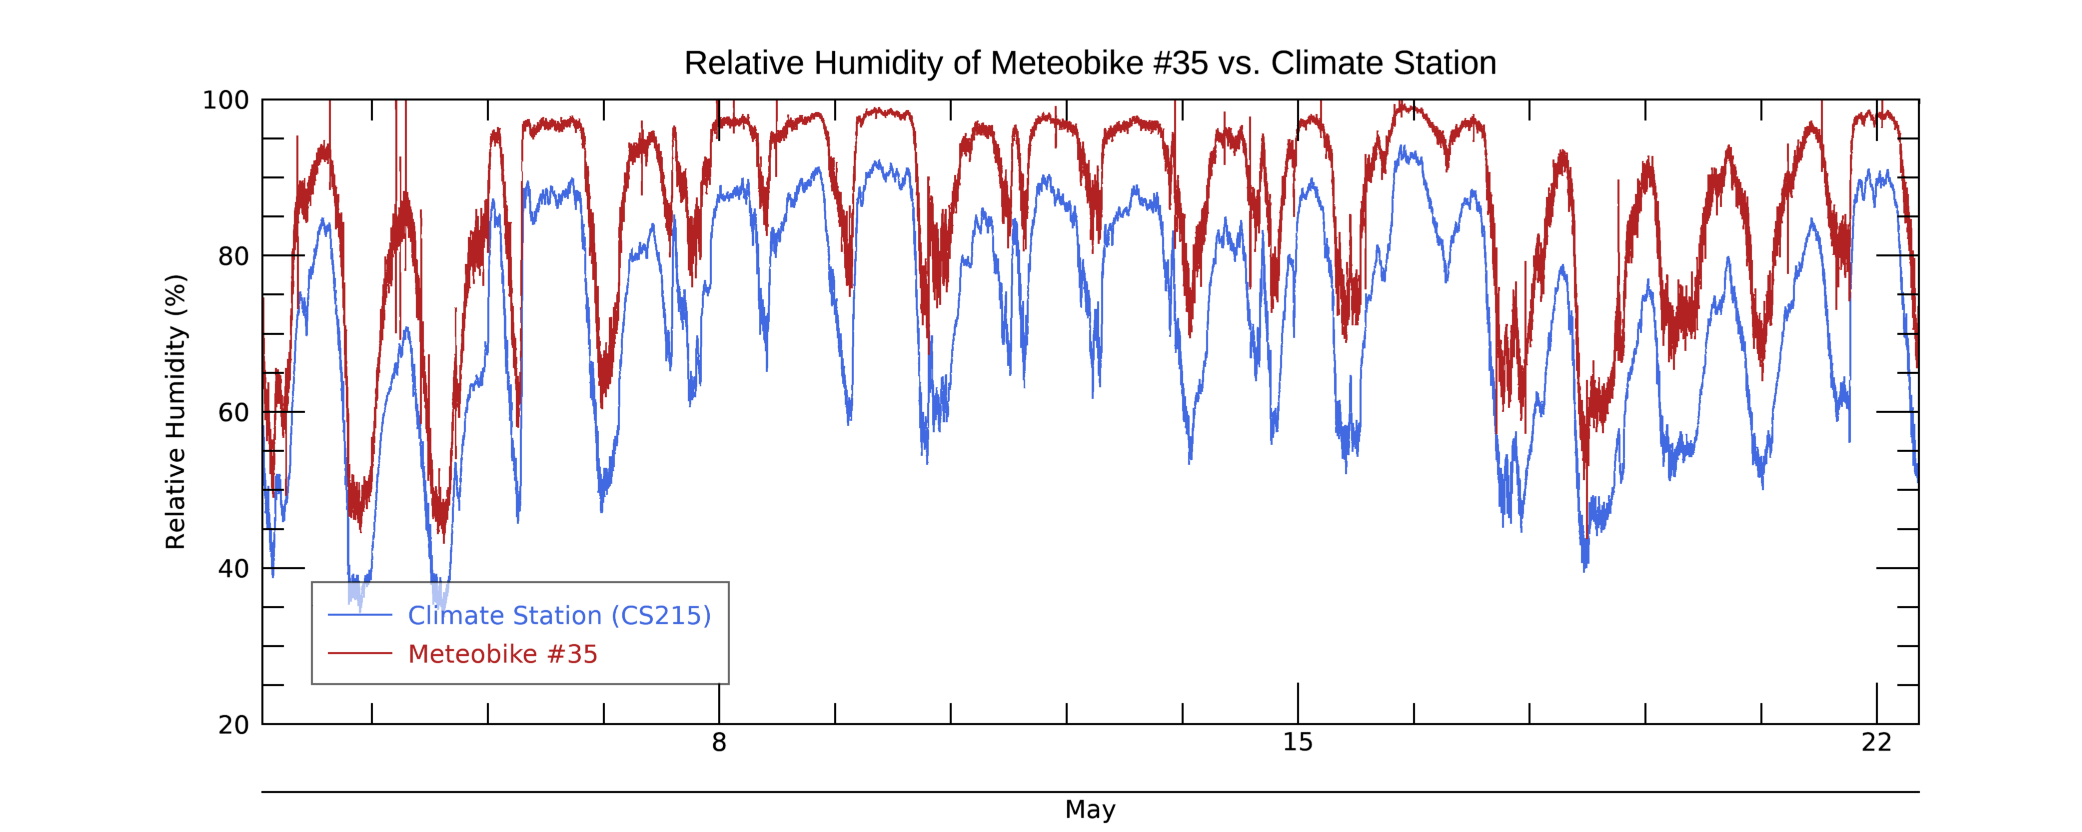 Relative Humidity of Meteobike #35 vs. Climate Station
Relative Humidity (%)
100
80
60
40
20
Climate Station (CS215)
Meteobike #35
8
15
22
May